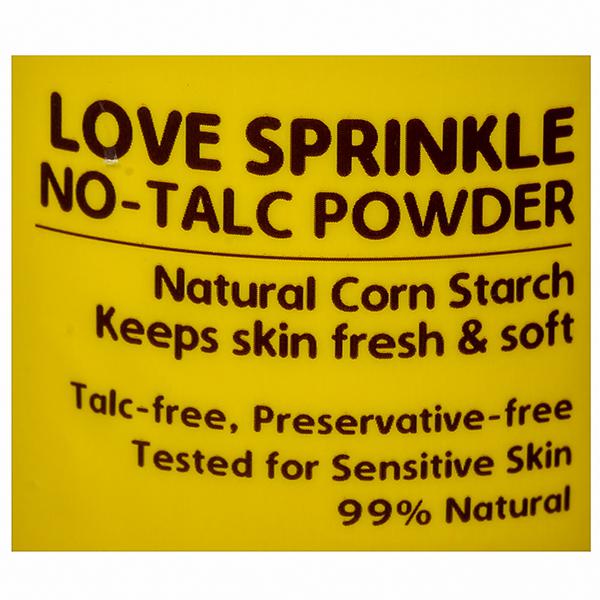 LOVE SPRINKLE
NO-TALC POWDER
Natural Corn Starch
Keeps skin fresh & soft
Talc-free, Preservative-free
Tested for Sensitive Skin
99% Natural